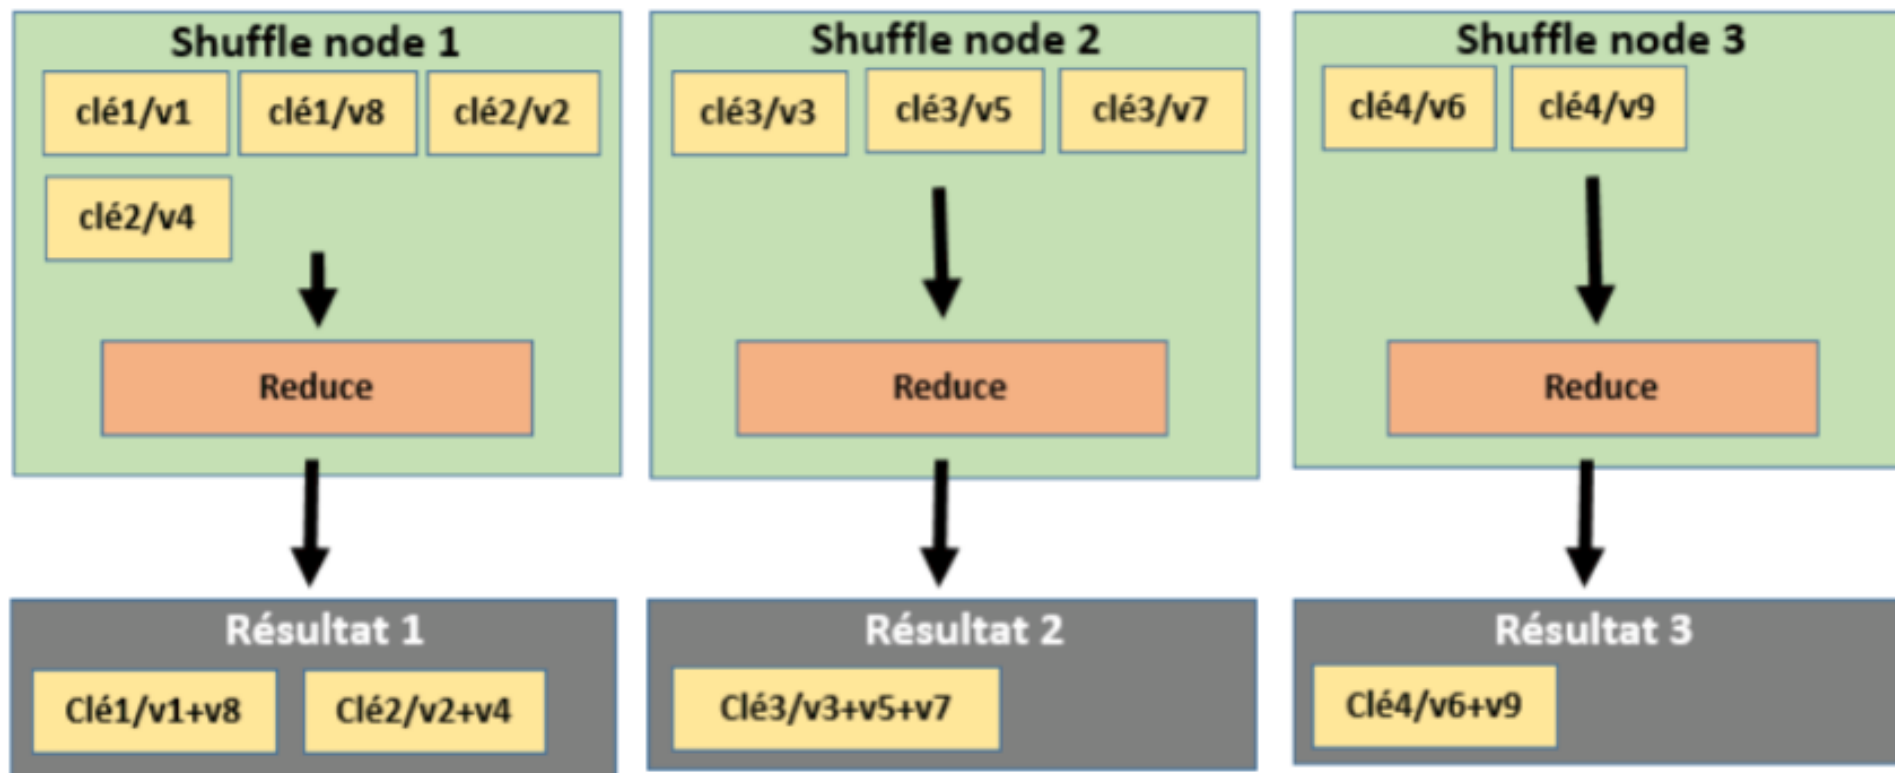 Shuffle node 1
clé1/v1
clé1/v8
clé2/v2
clé2/v4
Reduce
Shuffle node 2
clé3/v3
clé3/v5
clé3/v7
Reduce
Shuffle node 3
clé4/v6
clé4/v9
Reduce
Résultat 1
Clé1/v1+v8
Clé2/v2+v4
Résultat 2
Clé3/v3+v5+v7
Résultat 3
Clé4/v6+v9